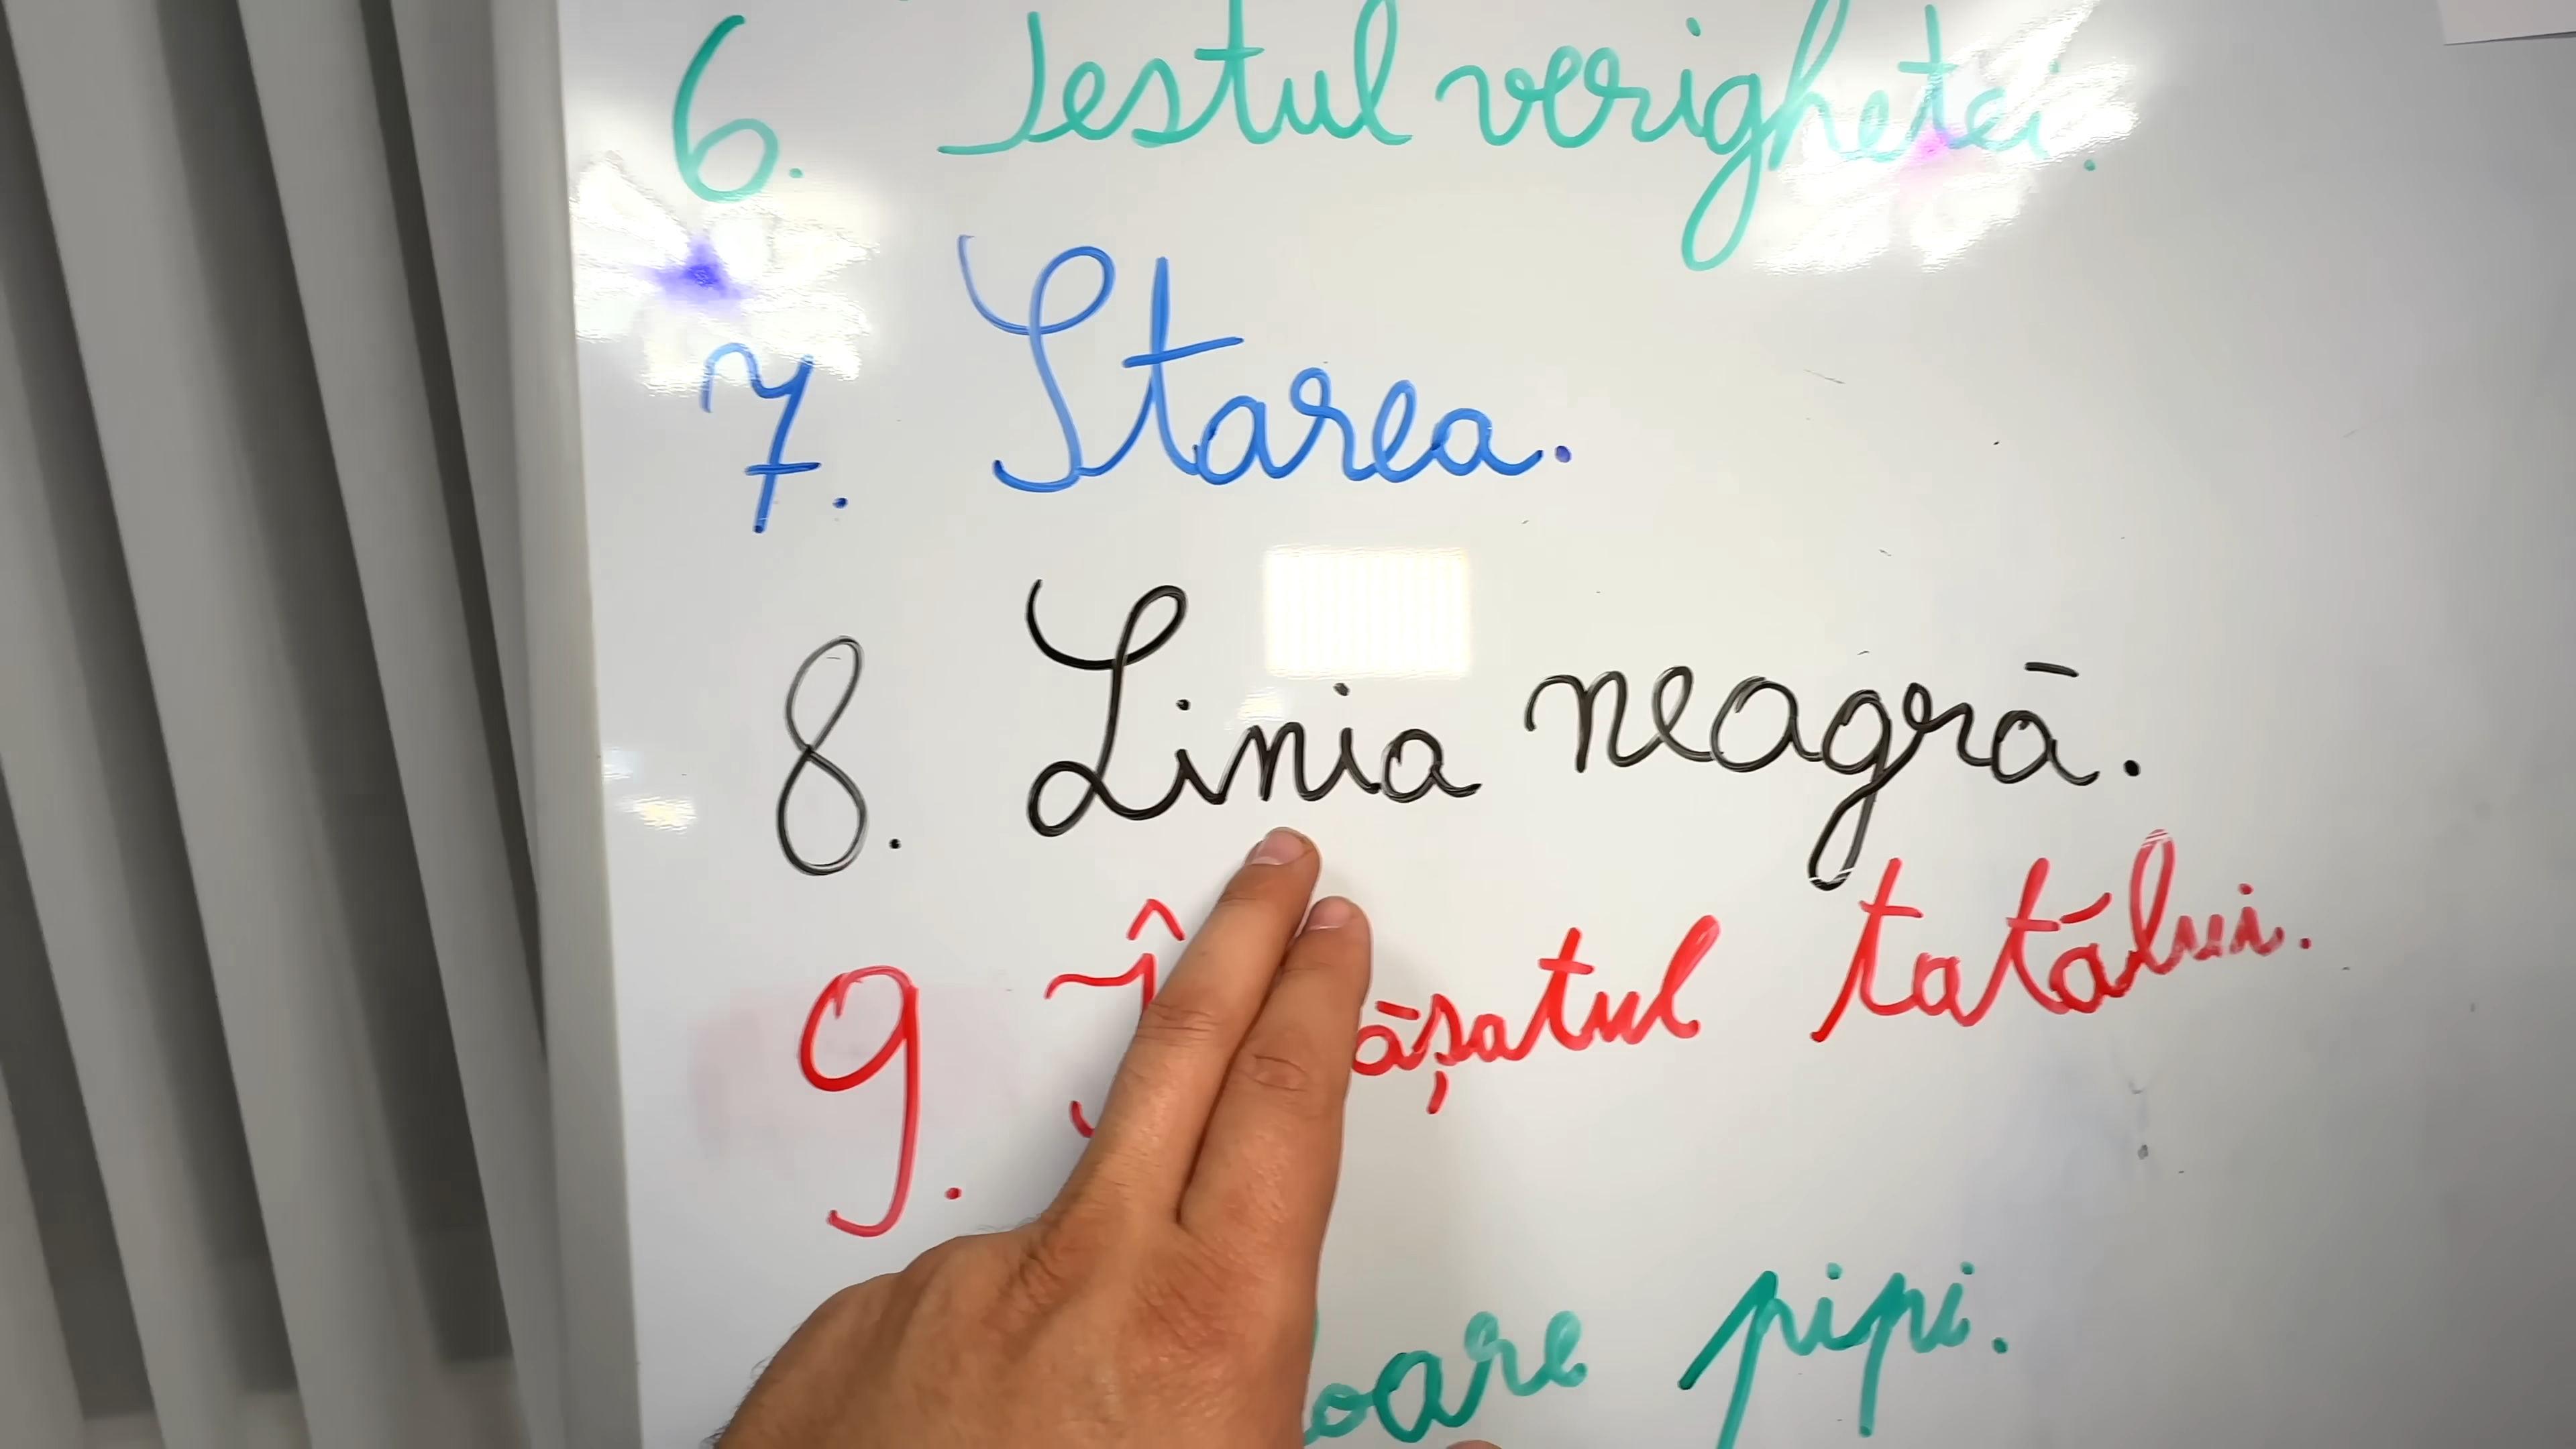 6. Testul verighetei.
7. Starea.
8. Linia neagră.
9. tatălui.
pipi.